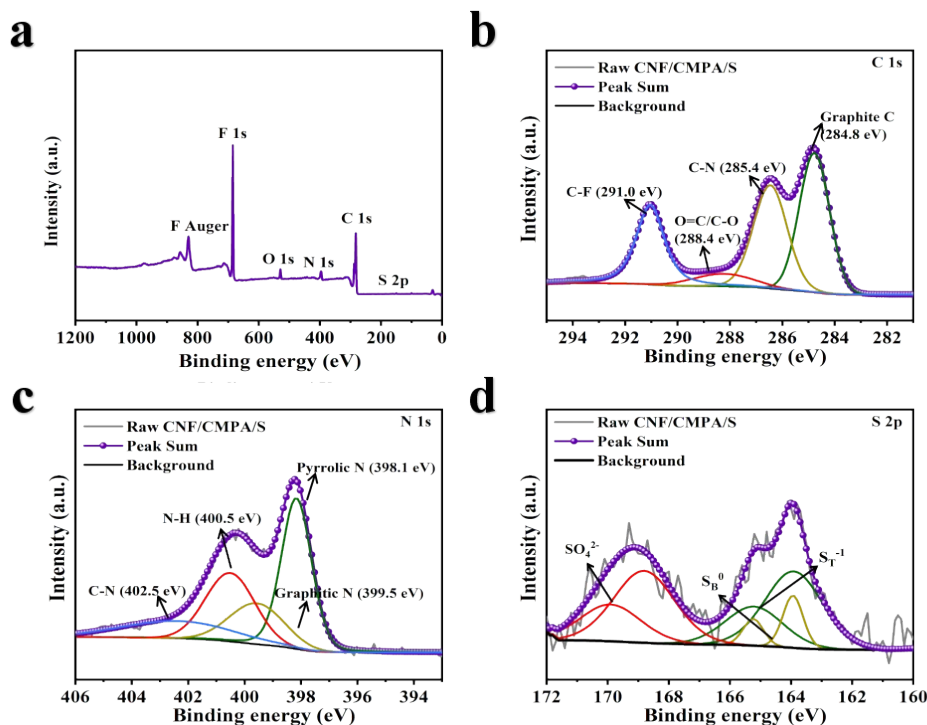 a
Intensity (a.u.)
F 1s
F Auger
O 1s
N 1s
C 1s
S 2p
1200 1000 800 600 400 200 0
Binding energy (eV)
b
Intensity (a.u.)
Raw CNF/CMPA/S
Peak Sum
Background
C 1s
Graphite C
(284.8 eV)
C-N (285.4 eV)
C-F (291.0 eV)
O=C/C-O
(288.4 eV)
294 292 290 288 286 284 282
Binding energy (eV)
c
Intensity (a.u.)
Raw CNF/CMPA/S
Peak Sum
Background
N 1s
Pyrrolic N (398.1 eV)
N-H (400.5 eV)
C-N (402.5 eV)
Graphitic N (399.5 eV)
406 404 402 400 398 396 394
Binding energy (eV)
d
Intensity (a.u.)
Raw CNF/CMPA/S
Peak Sum
Background
S 2p
SO₄²⁻
S_B⁰
S_T⁻¹
172 170 168 166 164 162 160
Binding energy (eV)